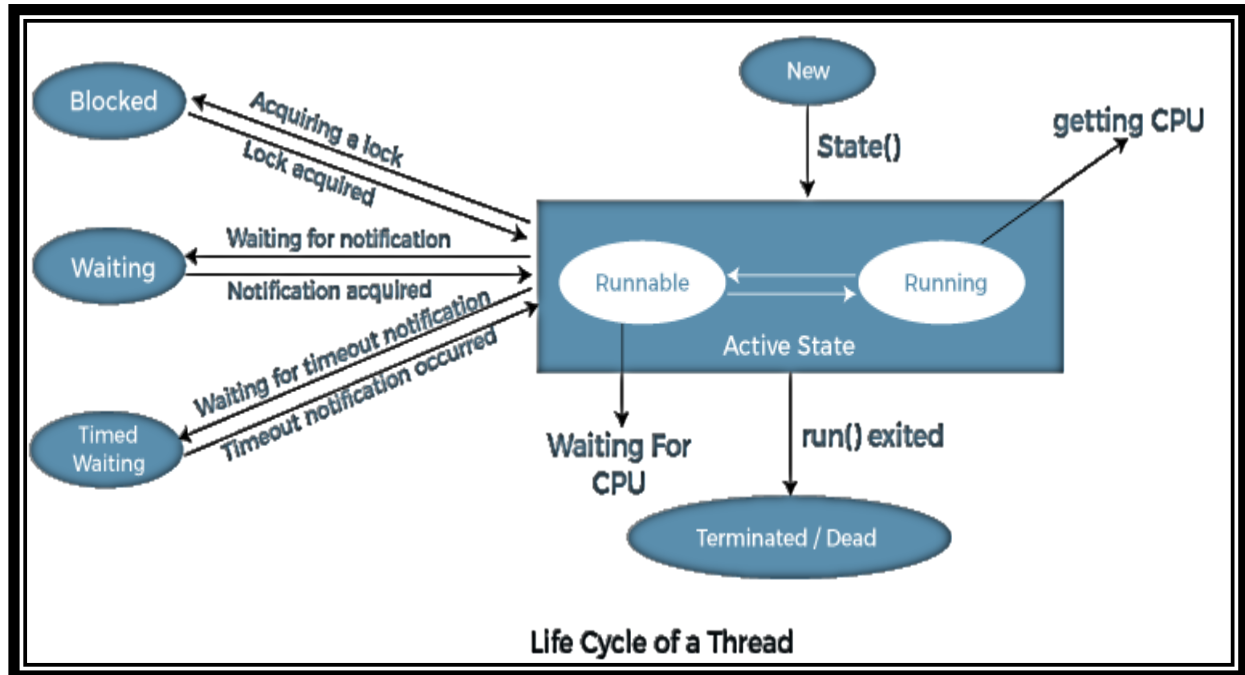 New
Blocked
Acquiring a lock
Lock acquired
State()
getting CPU
Waiting for notification
Waiting
Notification acquired
Runnable
Running
Active State
Waiting for timeout notification
Timeout notification occurred
Timed
Waiting
Waiting For
CPU
run() exited
Terminated / Dead
Life Cycle of a Thread